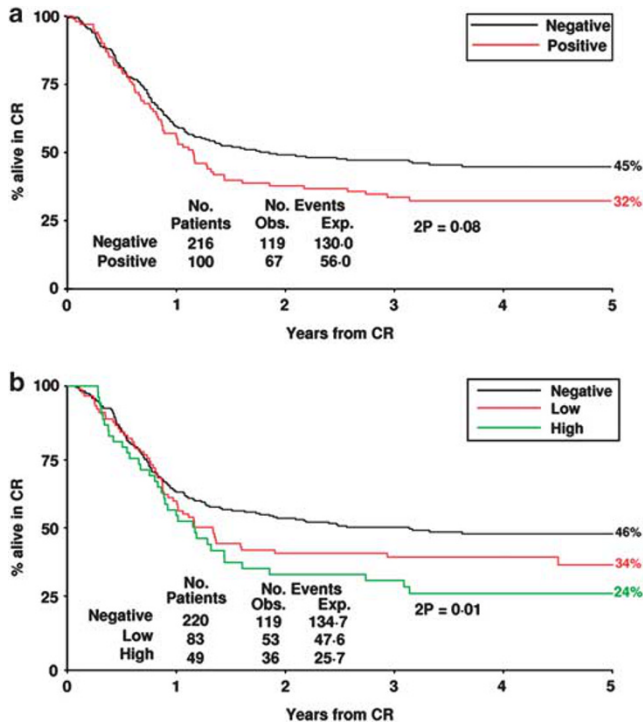 a
100
75
50
25
0
% alive in CR
Negative
Positive
45%
32%
No. No. Events
Patients Obs. Exp.
Negative 216 119 130·0
Positive 100 67 56·0
2P = 0·08
0 1 2 3 4 5
Years from CR
b
100
75
50
25
0
% alive in CR
Negative
Low
High
46%
34%
24%
No. No. Events
Patients Obs. Exp.
Negative 220 119 134·7
Low 83 53 47·6
High 49 36 25·7
2P = 0·01
0 1 2 3 4 5
Years from CR